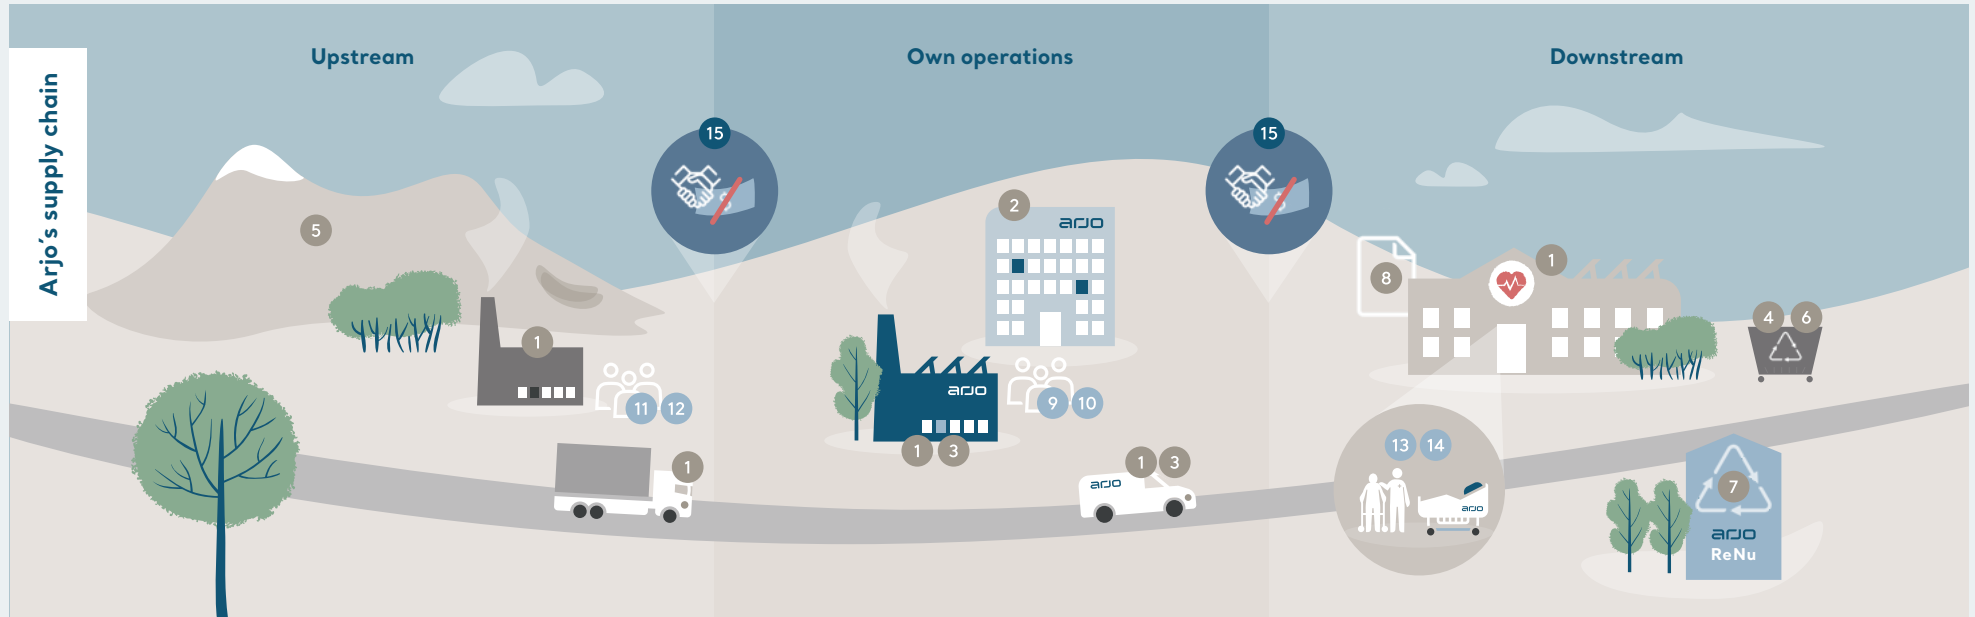 Arjo's supply chain
Upstream
Own operations
Downstream
15
15
5
2
arjo
8
1
4
6
1
11
12
arjo
9
10
1
3
1
arjo
1
3
13
14
arjo
7
arjo
ReNu